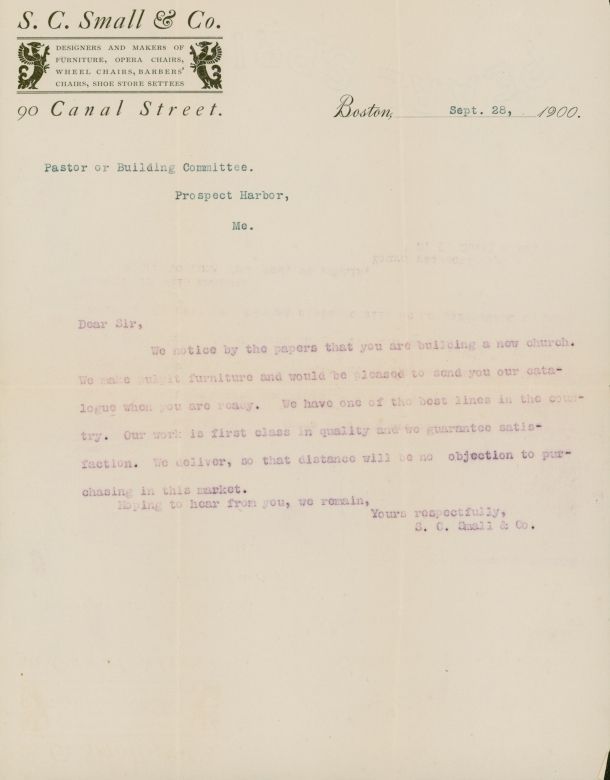 S. C. Small & Co.
DESIGNERS AND MAKERS OF
FURNITURE, OPERA CHAIRS,
WHEEL CHAIRS, BARBERS'
CHAIRS, SHOE STORE SETTEES
90 Canal Street.
Boston, Sept. 28, 1900.
Pastor or Building Committee.
Prospect Harbor,
Me.
Dear Sir,
We notice by the papers that you are building a new church.
We make pulpit furniture and would be pleased to send you our cata-
logue when you are ready. We have one of the best lines in the coun-
try. Our work is first class in quality and we guarantee satis-
faction. We deliver, so that distance will be no objection to pur-
chasing in this market.
Hoping to hear from you, we remain,
Yours respectfully,
S. C. Small & Co.